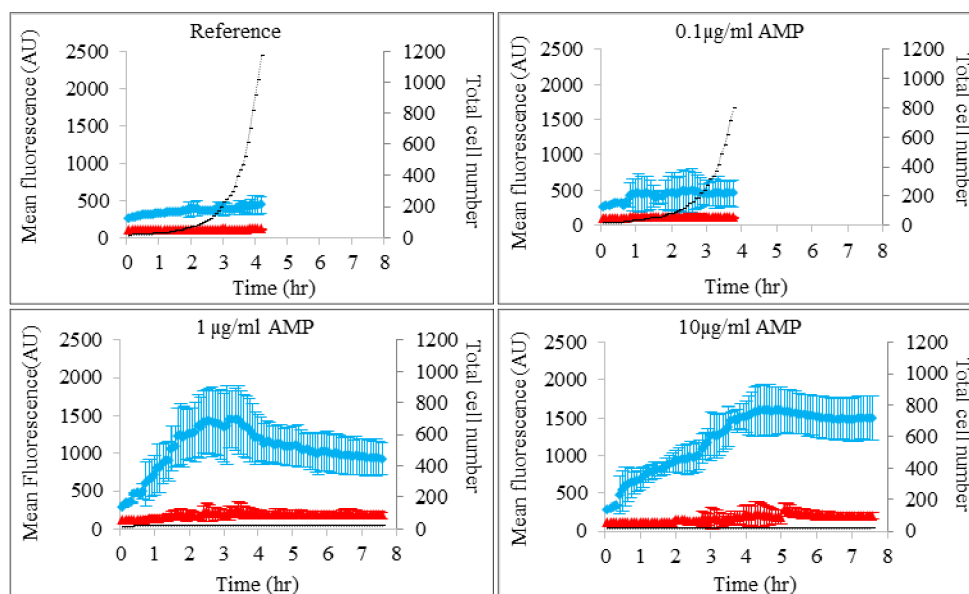 Reference
Mean fluorescence (AU)
2500
2000
1500
1000
500
0
0 1 2 3 4 5 6 7 8
Time (hr)
1200
1000
800
600
400
200
0
Total cell number
0.1µg/ml AMP
Mean fluorescence (AU)
2500
2000
1500
1000
500
0
0 1 2 3 4 5 6 7 8
Time (hr)
1200
1000
800
600
400
200
0
Total cell number
1 µg/ml AMP
Mean Fluorescence(AU)
2500
2000
1500
1000
500
0
0 1 2 3 4 5 6 7 8
Time (hr)
1200
1000
800
600
400
200
0
Total cell number
10µg/ml AMP
Mean fluorescence (AU)
2500
2000
1500
1000
500
0
0 1 2 3 4 5 6 7 8
Time (hr)
1200
1000
800
600
400
200
0
Total cell number